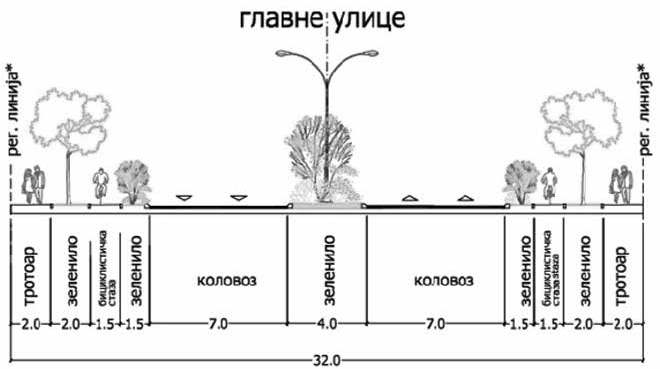 главне улице
рег. линија*
рег. линија*
тротоар
зеленило
бициклистичка
стаза
зеленило
коловоз
зеленило
коловоз
зеленило
бициклистичка
стазаstaza
зеленило
тротоар
2.0
2.0
1.5
1.5
7.0
4.0
7.0
1.5
1.5
2.0
2.0
32.0